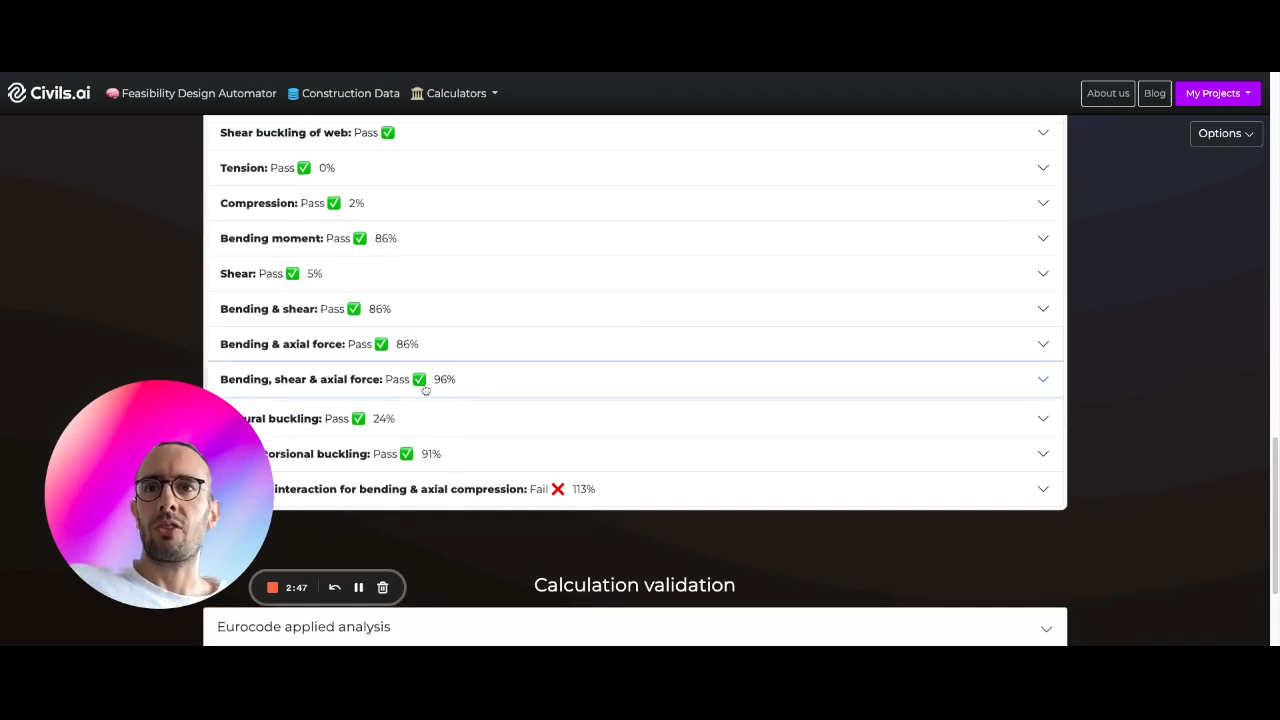 Civils.ai Feasibility Design Automator Construction Data Calculators About us Blog My Projects
Options
Shear buckling of web: Pass ✅
Tension: Pass ✅ 0%
Compression: Pass ✅ 2%
Bending moment: Pass ✅ 86%
Shear: Pass ✅ 5%
Bending & shear: Pass ✅ 86%
Bending & axial force: Pass ✅ 86%
Bending, shear & axial force: Pass ✅ 96%
buckling: Pass ✅ 24%
buckling: Pass ✅ 91%
interaction for bending & axial compression: Fail ❌ 113%
2:47
Calculation validation
Eurocode applied analysis